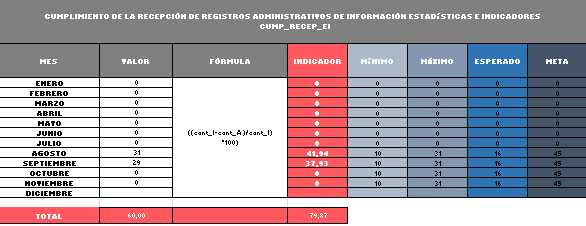 CUMPLIMIENTO DE LA RECEPCIÓN DE REGISTROS ADMINISTRATIVOS DE INFORMACIÓN ESTADÍSTICAS E INDICADORES
CUMP_RECEP_EI
MES VALOR FÓRMULA INDICADOR MÍNIMO MÁXIMO ESPERADO META
ENERO 0 0 0 0 0 0
FEBRERO 0 0 0 0 0 0
MARZO 0 0 0 0 0 0
ABRIL 0 0 0 0 0 0
MAYO 0 0 0 0 0 0
JUNIO 0 ((cant_I-cant_A)/cant_I) 0 0 0 0 0
JULIO 0 *100) 0 0 0 0 0
AGOSTO 31 41,94 10 31 16 45
SEPTIEMBRE 29 37,93 10 31 16 45
OCTUBRE 0 0 10 31 16 45
NOVIEMBRE 0 0 10 31 16 45
DICIEMBRE
TOTAL 60,00 79,87